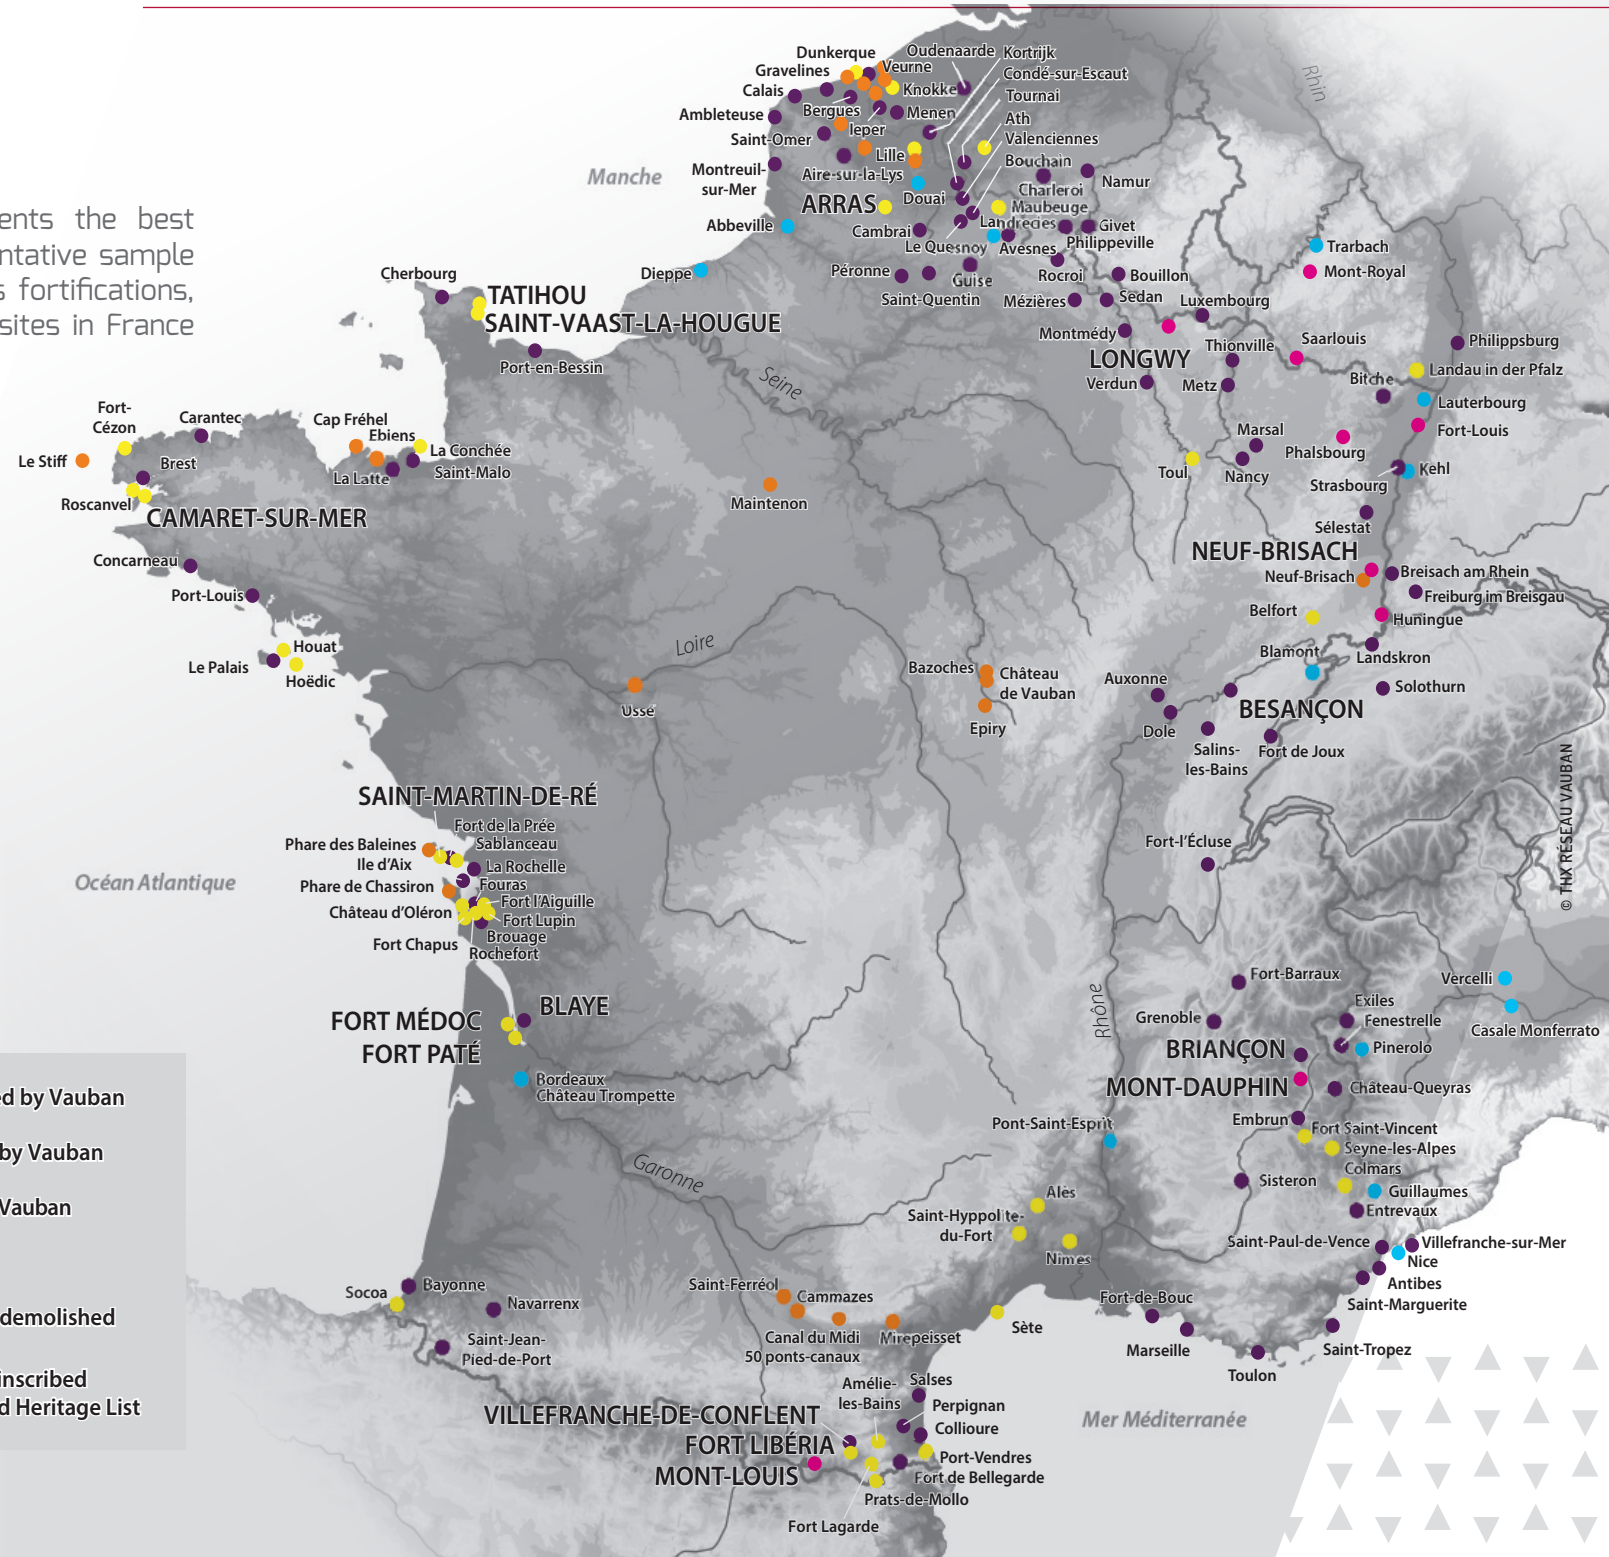 ents the best
entative sample
s fortifications,
sites in France
Manche
Océan Atlantique
Mer Méditerranée
Rhin
Seine
Loire
Rhône
Garonne
Dunkerque
Gravelines
Calais
Ambleteuse
Saint-Omer
Montreuil-
sur-Mer
Abbeville
Dieppe
Oudenaarde
Kortrijk
Veurne
Condé-sur-Escaut
Knokke
Tournai
Bergues
Menen
Ath
Ieper
Valenciennes
Lille
Bouchain
Aire-sur-la-Lys
Charleroi
Namur
ARRAS
Douai
Maubeuge
Landrecies
Givet
Cambrai
Le Quesnoy
Avesnes
Philippeville
Péronne
Guise
Rocroi
Bouillon
Saint-Quentin
Mézières
Sedan
Luxembourg
Montmédy
LONGWY
Thionville
Saarlouis
Verdun
Metz
Trarbach
Mont-Royal
Philippsburg
Landau in der Pfalz
Bitche
Lauterbourg
Fort-Louis
Marsal
Phalsbourg
Toul
Nancy
Strasbourg
Kehl
Sélestat
NEUF-BRISACH
Neuf-Brisach
Breisach am Rhein
Freiburg im Breisgau
Belfort
Huningue
Blamont
Landskron
Solothurn
Auxonne
BESANÇON
Dole
Salins-
les-Bains
Fort de Joux
Fort-l'Écluse
Cherbourg
TATIHOU
SAINT-VAAST-LA-HOUGUE
Port-en-Bessin
Fort-
Cézon
Carantec
Cap Fréhel
Ebiens
La Conchée
Le Stiff
Brest
La Latte
Saint-Malo
Roscanvel
CAMARET-SUR-MER
Maintenon
Concarneau
Port-Louis
Houat
Le Palais
Hoëdic
Ussé
Bazoches
Château
de Vauban
Epiry
SAINT-MARTIN-DE-RÉ
Fort de la Prée
Phare des Baleines
Sablanceau
Ile d'Aix
La Rochelle
Phare de Chassiron
Fouras
Fort l'Aiguille
Château d'Oléron
Fort Lupin
Brouage
Fort Chapus
Rochefort
BLAYE
FORT MÉDOC
FORT PATÉ
Bordeaux
Château Trompette
Fort-Barraux
Vercelli
Exiles
Grenoble
Fenestrelle
Casale Monferrato
BRIANÇON
Pinerolo
MONT-DAUPHIN
Château-Queyras
Pont-Saint-Esprit
Embrun
Fort Saint-Vincent
Seyne-les-Alpes
Colmars
Sisteron
Guillaumes
Entrevaux
Alès
Saint-Hyppolite-
du-Fort
Nîmes
Saint-Paul-de-Vence
Villefranche-sur-Mer
Nice
Antibes
Saint-Marguerite
Saint-Tropez
Fort-de-Bouc
Marseille
Toulon
Sète
Socoa
Bayonne
Navarrenx
Saint-Jean-
Pied-de-Port
Saint-Ferréol
Cammazes
Canal du Midi
50 ponts-canaux
Mirepeisset
Amélie-
les-Bains
Salses
Perpignan
VILLEFRANCHE-DE-CONFLENT
Collioure
FORT LIBÉRIA
Port-Vendres
MONT-LOUIS
Fort de Bellegarde
Prats-de-Mollo
Fort Lagarde
ed by Vauban
by Vauban
Vauban
demolished
inscribed
d Heritage List
© THX RÉSEAU VAUBAN